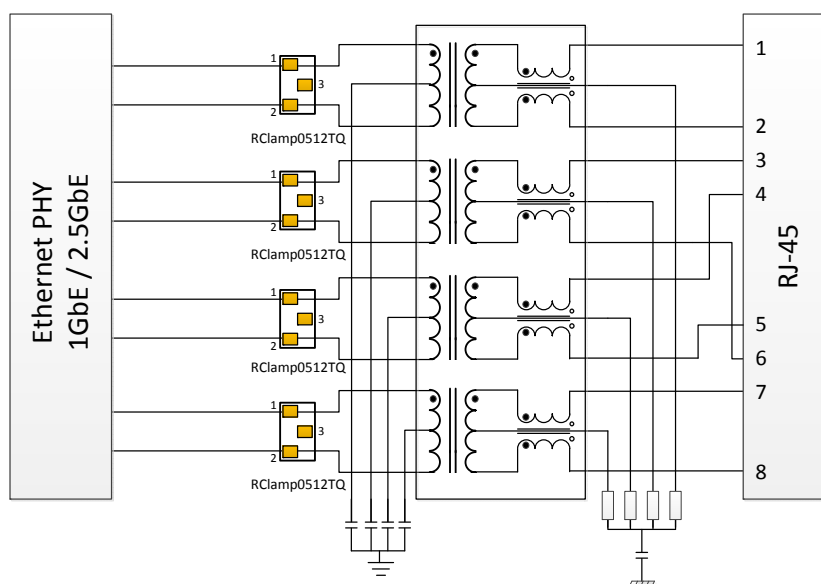 Ethernet PHY
1GbE / 2.5GbE
1
3
2
RClamp0512TQ
1
3
2
RClamp0512TQ
1
3
2
RClamp0512TQ
1
3
2
RClamp0512TQ
1
2
3
4
5
6
7
8
RJ-45